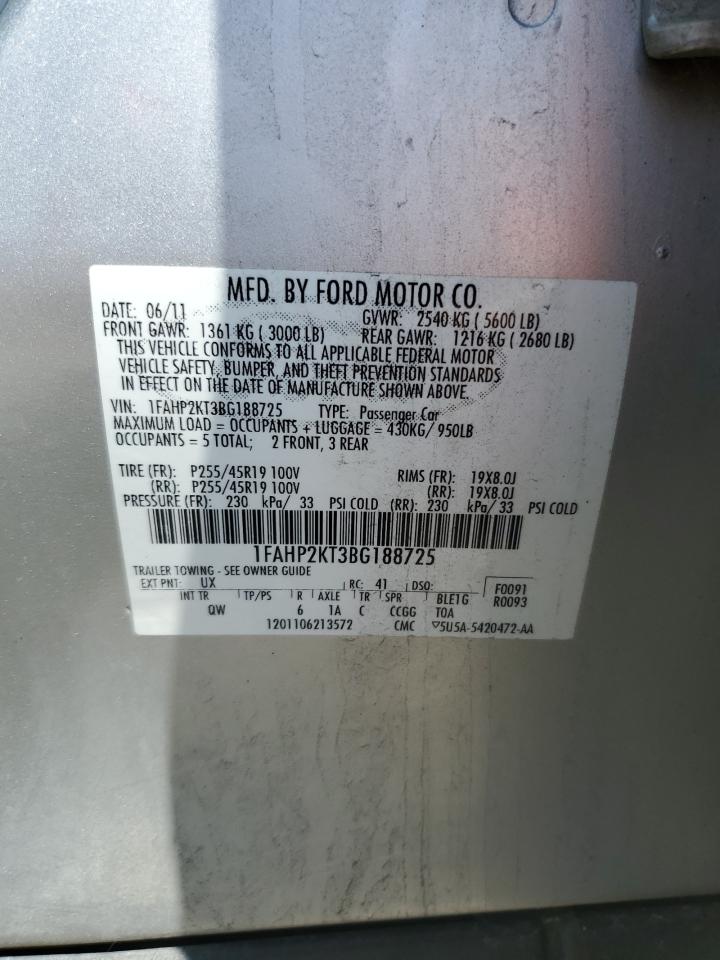 MFD. BY FORD MOTOR CO.
DATE: 06/11 GVWR: 2540 KG ( 5600 LB)
FRONT GAWR: 1361 KG ( 3000 LB) REAR GAWR: 1216 KG ( 2680 LB)
THIS VEHICLE CONFORMS TO ALL APPLICABLE FEDERAL MOTOR
VEHICLE SAFETY, BUMPER, AND THEFT PREVENTION STANDARDS
IN EFFECT ON THE DATE OF MANUFACTURE SHOWN ABOVE.
VIN: 1FAHP2KT3BG188725 TYPE: Passenger Car
MAXIMUM LOAD = OCCUPANTS + LUGGAGE = 430KG/ 950LB
OCCUPANTS = 5 TOTAL; 2 FRONT, 3 REAR
TIRE (FR): P255/45R19 100V RIMS (FR): 19X8.0J
(RR): P255/45R19 100V (RR): 19X8.0J
PRESSURE (FR): 230 kPa/ 33 PSI COLD (RR): 230 kPa/ 33 PSI COLD
1FAHP2KT3BG188725
TRAILER TOWING - SEE OWNER GUIDE
EXT PNT: UX RC: 41 DSO: F0091
INT TR TP/PS R AXLE TR SPR BLE1G R0093
QW 6 1A C CCGG T0A
1201106213572 CMC ▽5U5A-5420472-AA